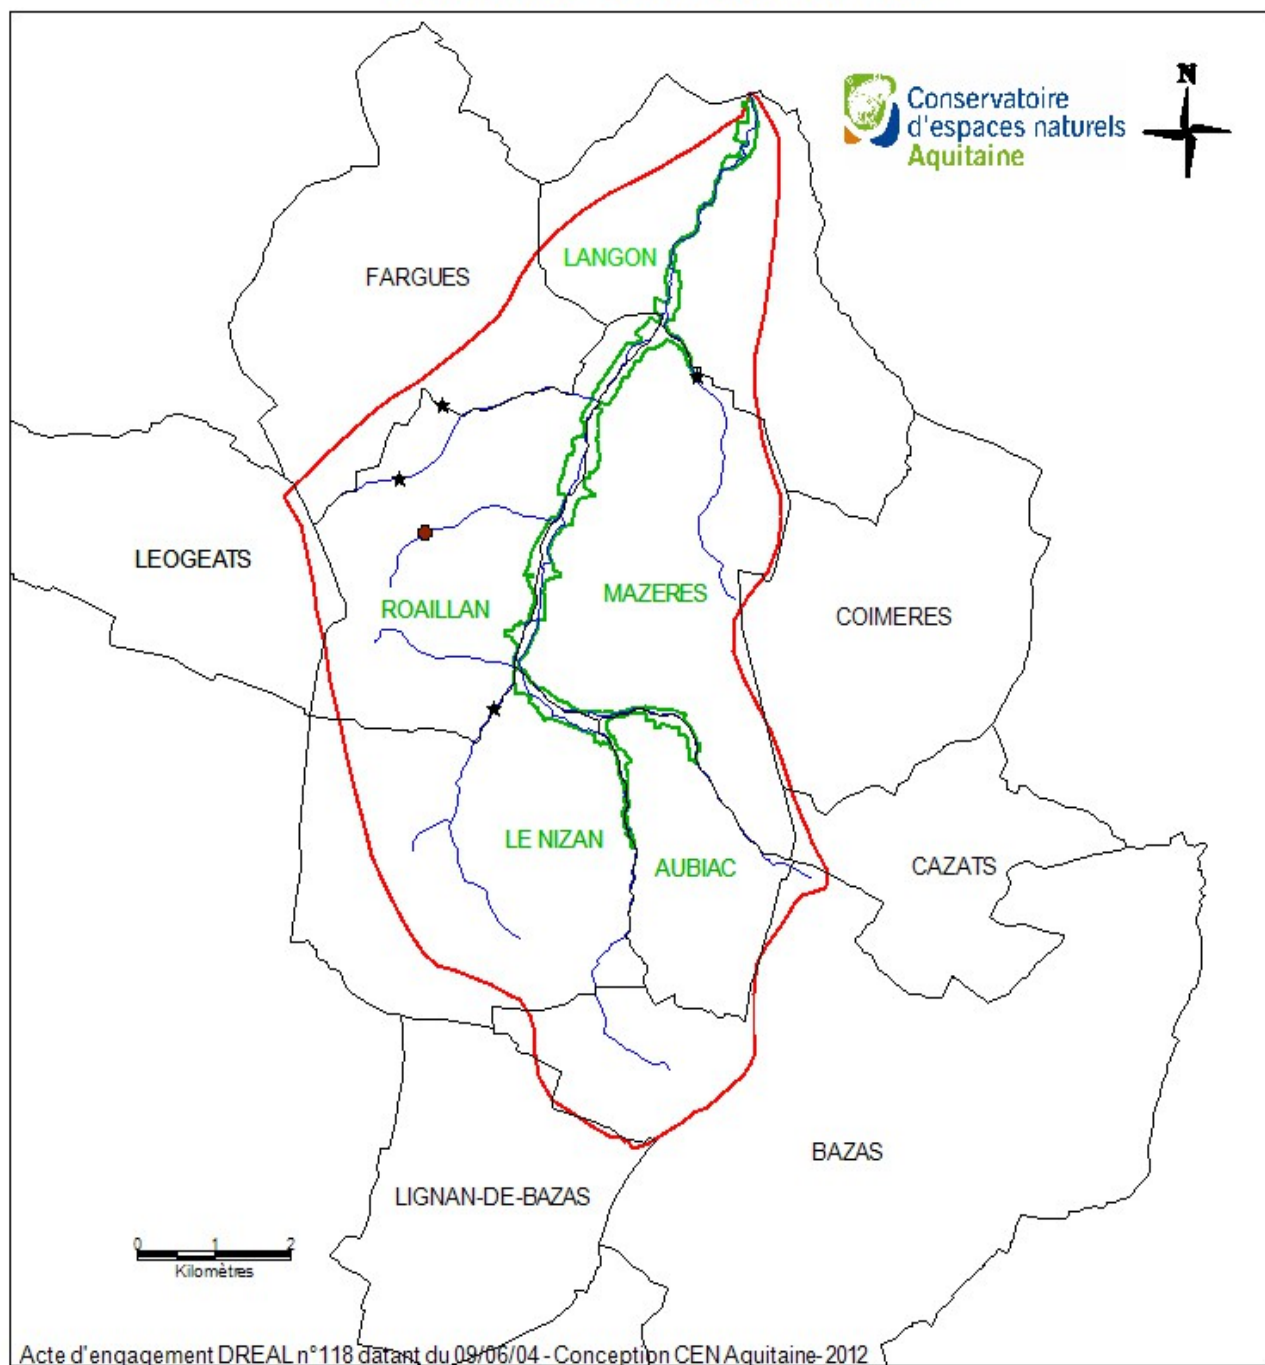 N
Conservatoire
d'espaces naturels
Aquitaine
LANGON
FARGUES
LEOGEATS
MAZERES
ROAILLAN
COIMERES
LE NIZAN
AUBIAC
CAZATS
BAZAS
LIGNAN-DE-BAZAS
0 1 2
Kilomètres
Acte d'engagement DREAL n°118 datant du 09/06/04 - Conception CEN Aquitaine- 2012